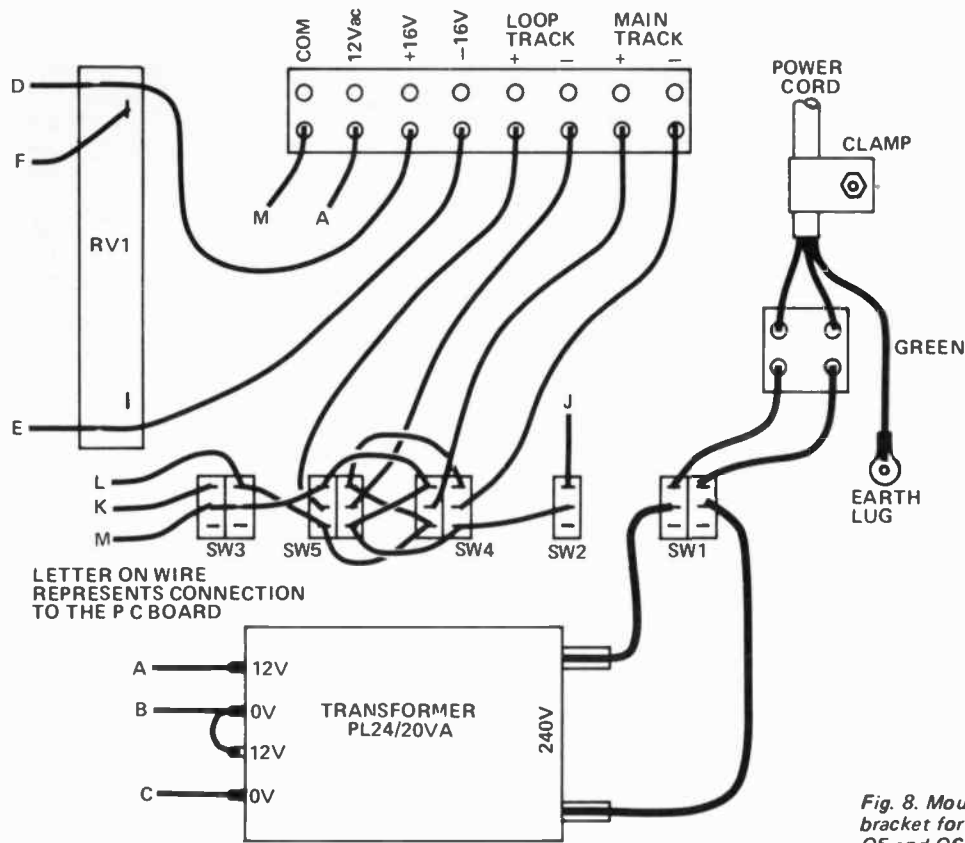 COM
12Vac
+16V
−16V
LOOP
TRACK
+
−
MAIN
TRACK
+
−
POWER
CORD
CLAMP
D
F
M
A
RV1
GREEN
E
J
L
K
M
EARTH
LUG
SW3
SW5
SW4
SW2
SW1
LETTER ON WIRE
REPRESENTS CONNECTION
TO THE P C BOARD
A
12V
B
0V
12V
C
0V
TRANSFORMER
PL24/20VA
240V
Fig. 8. Mou
bracket for